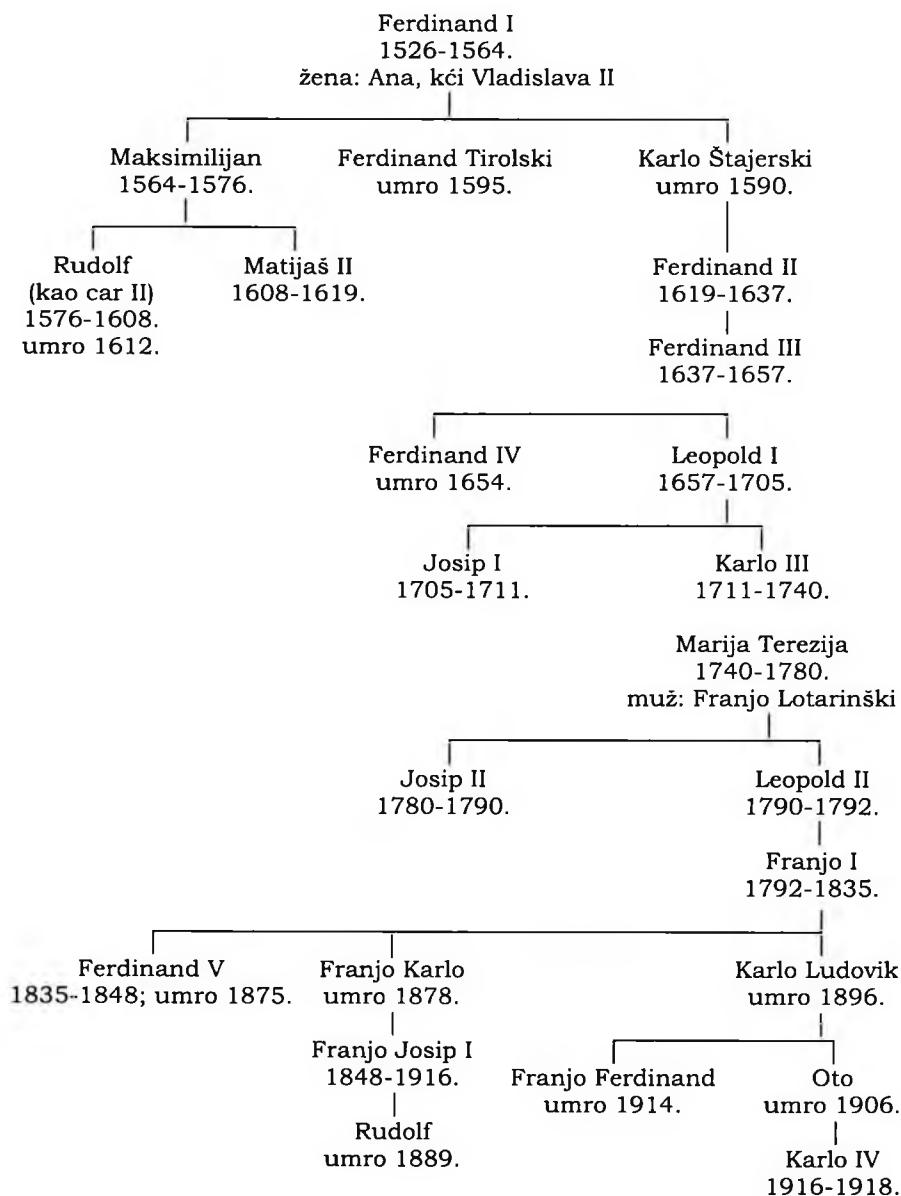 Ferdinand I
1526-1564.
žena: Ana, kći Vladislava II
Maksimilijan
1564-1576.
Ferdinand Tirolski
umro 1595.
Karlo Štajerski
umro 1590.
Rudolf
(kao car II)
1576-1608.
umro 1612.
Matijaš II
1608-1619.
Ferdinand II
1619-1637.
Ferdinand III
1637-1657.
Ferdinand IV
umro 1654.
Leopold I
1657-1705.
Josip I
1705-1711.
Karlo III
1711-1740.
Marija Terezija
1740-1780.
muž: Franjo Lotarinški
Josip II
1780-1790.
Leopold II
1790-1792.
Franjo I
1792-1835.
Ferdinand V
1835-1848; umro 1875.
Franjo Karlo
umro 1878.
Karlo Ludovik
umro 1896.
Franjo Josip I
1848-1916.
Rudolf
umro 1889.
Franjo Ferdinand
umro 1914.
Oto
umro 1906.
Karlo IV
1916-1918.